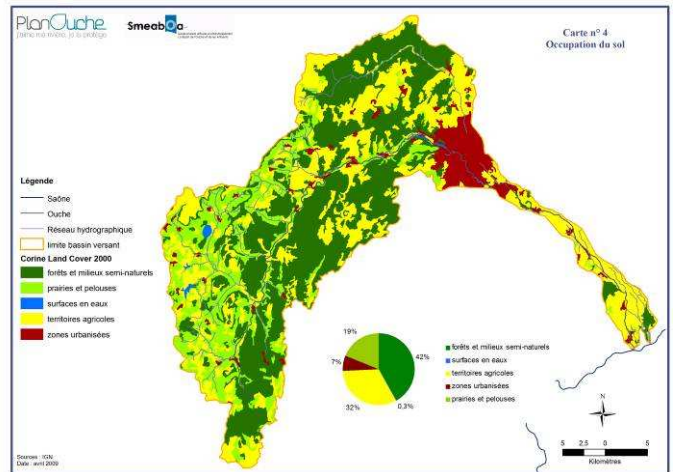 PlanOuche
j'aime ma rivière, je la protège
Smeaboa
Carte n° 4
Occupation du sol
Légende
Saône
Ouche
Réseau hydrographique
limite bassin versant
Corine Land Cover 2000
forêts et milieux semi-naturels
prairies et pelouses
surfaces en eaux
territoires agricoles
zones urbanisées
19%
42%
7%
32%
0,3%
forêts et milieux semi-naturels
surfaces en eaux
territoires agricoles
zones urbanisées
prairies et pelouses
N
5 2.5 0 5 10
Kilomètres
Sources : IGN
Date : avril 2009